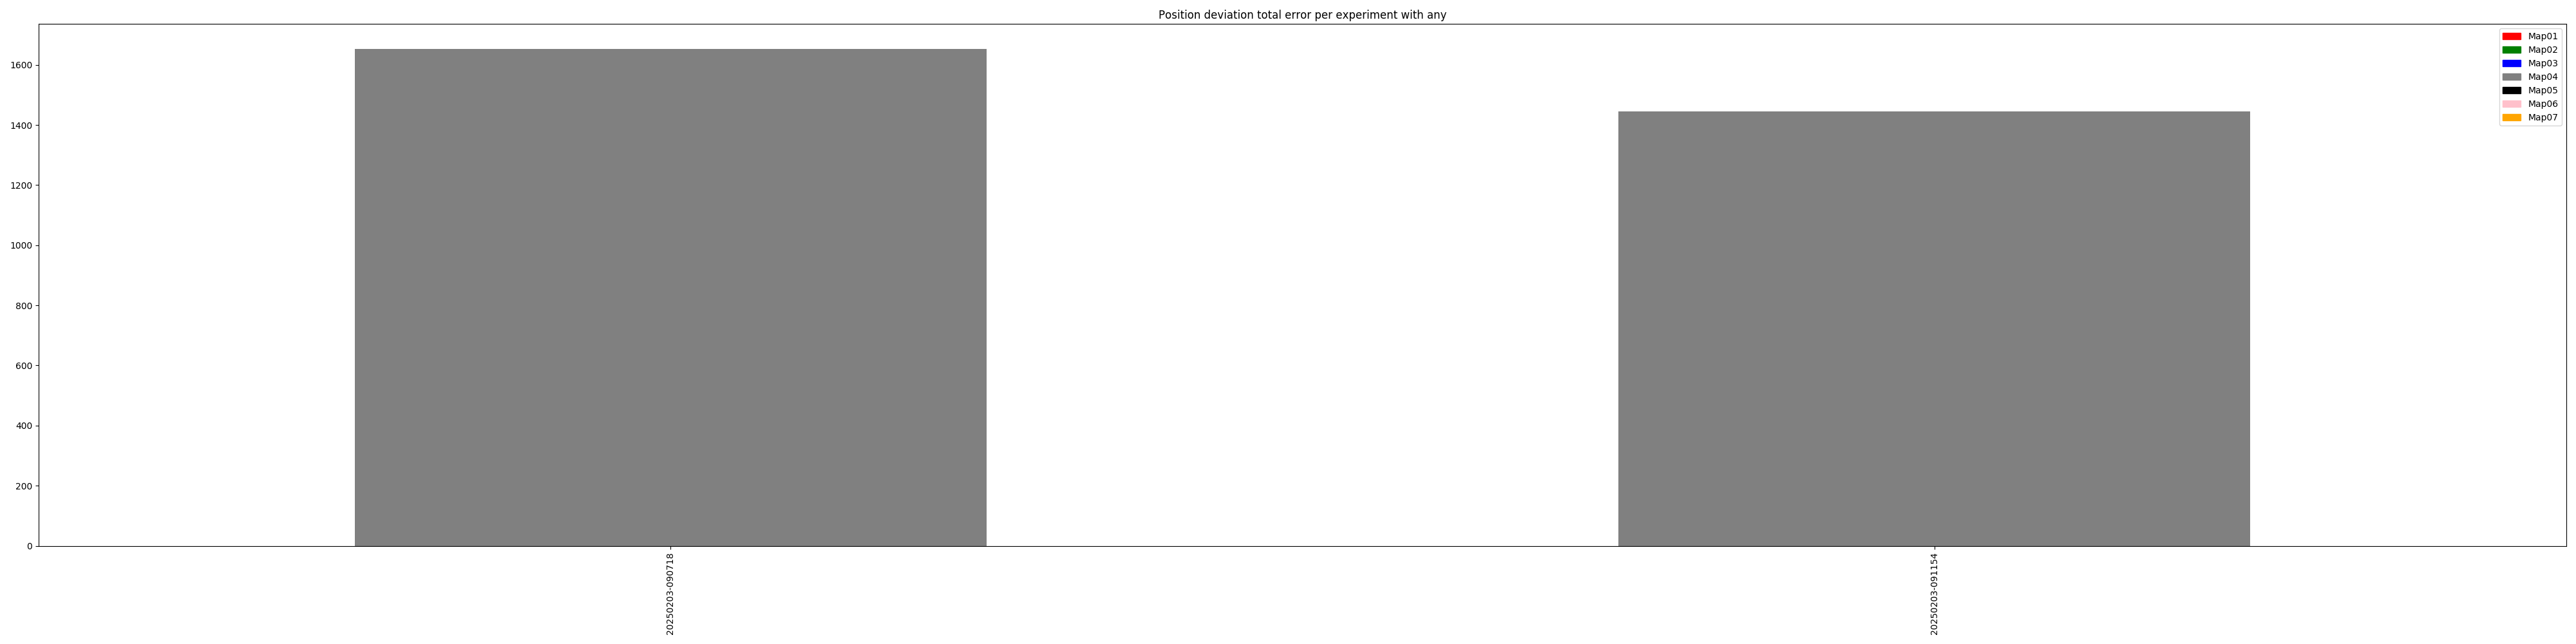 Position deviation total error per experiment with any
Map01
Map02
Map03
Map04
Map05
Map06
Map07
1600
1400
1200
1000
800
600
400
200
0
20250203-090718
20250203-091154